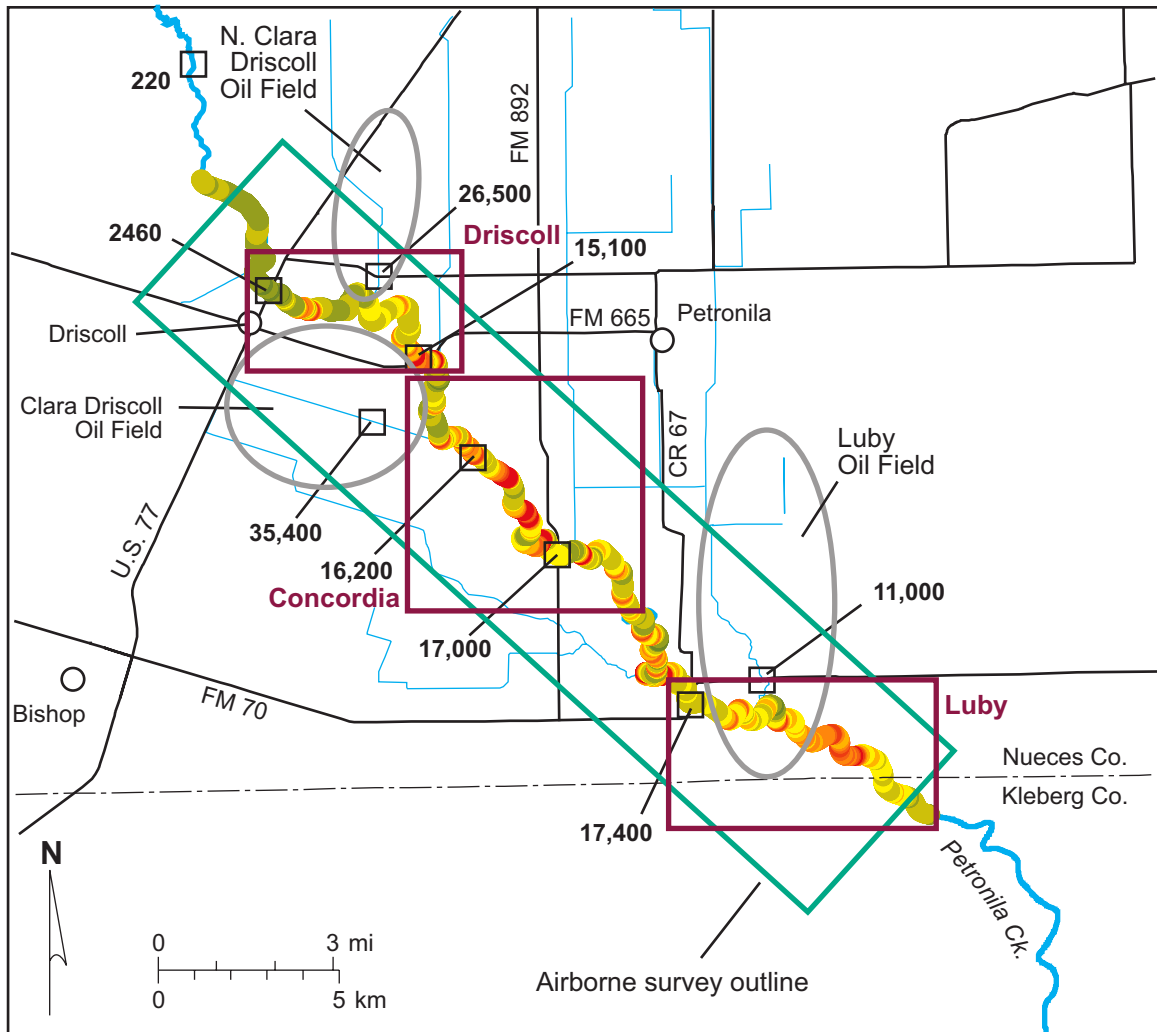 N. Clara
Driscoll
Oil Field
220
FM 892
26,500
2460
Driscoll
15,100
FM 665
Petronila
Driscoll
Clara Driscoll
Oil Field
CR 67
Luby
Oil Field
U.S. 77
35,400
16,200
Concordia
11,000
17,000
Bishop
FM 70
Luby
Nueces Co.
Kleberg Co.
17,400
N
Petronila Ck.
0
3 mi
0
5 km
Airborne survey outline